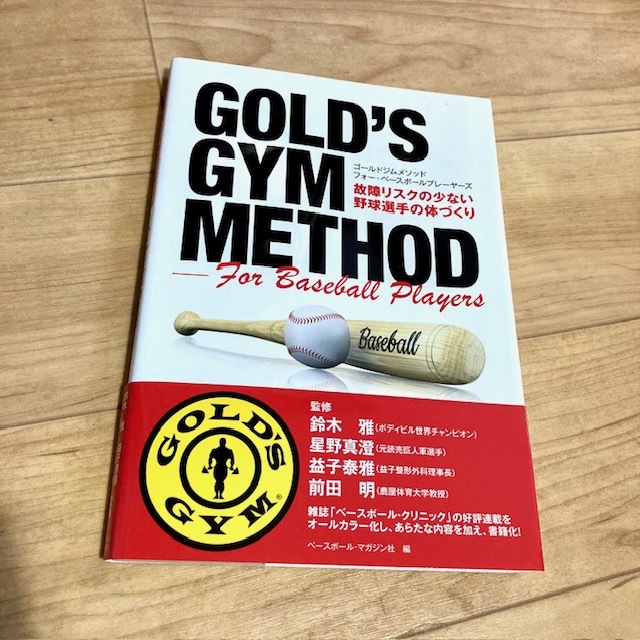 GOLD'S
GYM
METHOD
ゴールドジムメソッド
フォー・ベースボールプレーヤーズ
故障リスクの少ない
野球選手の体づくり
—For Baseball Players
Baseball
GOLD'S GYM®
監修
鈴木 雅(ボディビル世界チャンピオン)
星野真澄(元読売巨人軍選手)
益子泰雅(益子整形外科理事長)
前田 明(鹿屋体育大学教授)
雑誌「ベースボール・クリニック」の好評連載を
オールカラー化し、あらたな内容を加え、書籍化!
ベースボール・マガジン社 編